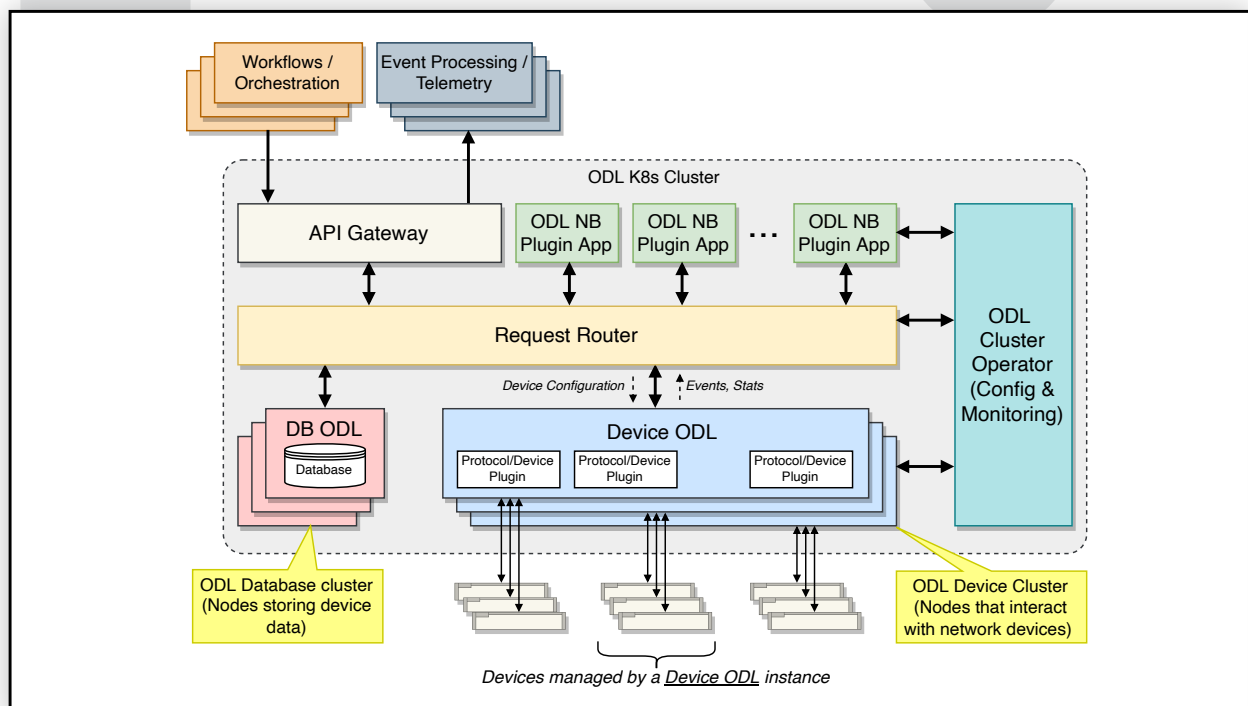 Workflows /
Orchestration
Event Processing /
Telemetry
ODL K8s Cluster
API Gateway
ODL NB
Plugin App
ODL NB
Plugin App
...
ODL NB
Plugin App
Request Router
ODL
Cluster
Operator
(Config &
Monitoring)
Device Configuration
Events, Stats
DB ODL
Database
Device ODL
Protocol/Device
Plugin
Protocol/Device
Plugin
Protocol/Device
Plugin
ODL Database cluster
(Nodes storing device
data)
ODL Device Cluster
(Nodes that interact
with network devices)
Devices managed by a Device ODL instance